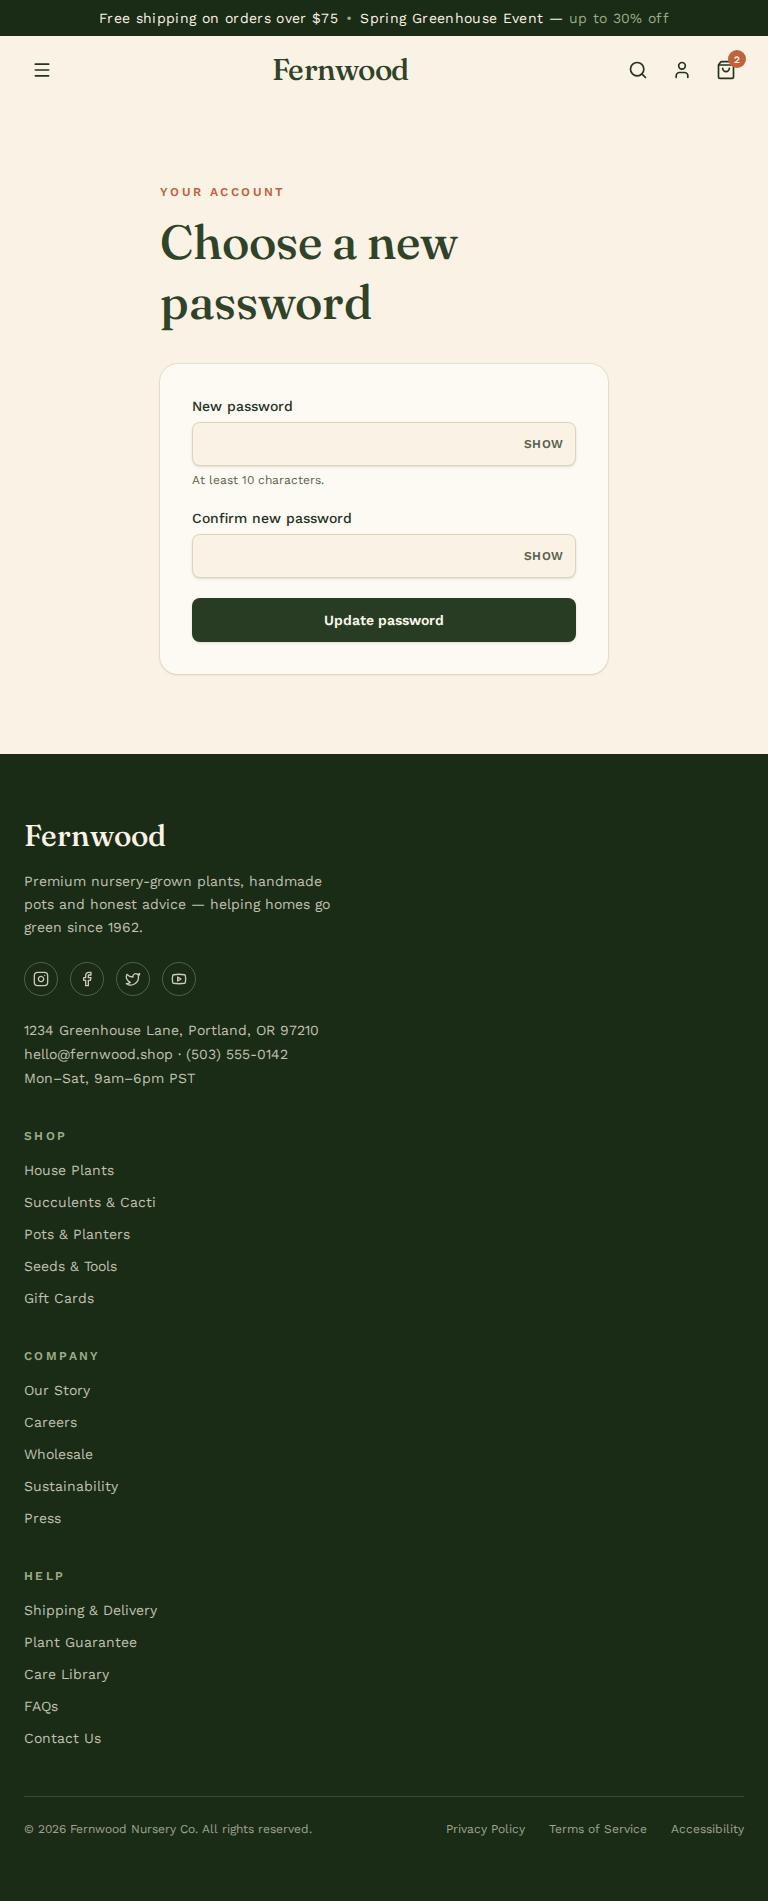 Free shipping on orders over $75 • Spring Greenhouse Event — up to 30% off
Fernwood
2
YOUR ACCOUNT
Choose a new
password
New password
SHOW
At least 10 characters.
Confirm new password
SHOW
Update password
Fernwood
Premium nursery-grown plants, handmade
pots and honest advice — helping homes go
green since 1962.
1234 Greenhouse Lane, Portland, OR 97210
hello@fernwood.shop · (503) 555-0142
Mon–Sat, 9am–6pm PST
SHOP
House Plants
Succulents & Cacti
Pots & Planters
Seeds & Tools
Gift Cards
COMPANY
Our Story
Careers
Wholesale
Sustainability
Press
HELP
Shipping & Delivery
Plant Guarantee
Care Library
FAQs
Contact Us
© 2026 Fernwood Nursery Co. All rights reserved. Privacy Policy Terms of Service Accessibility